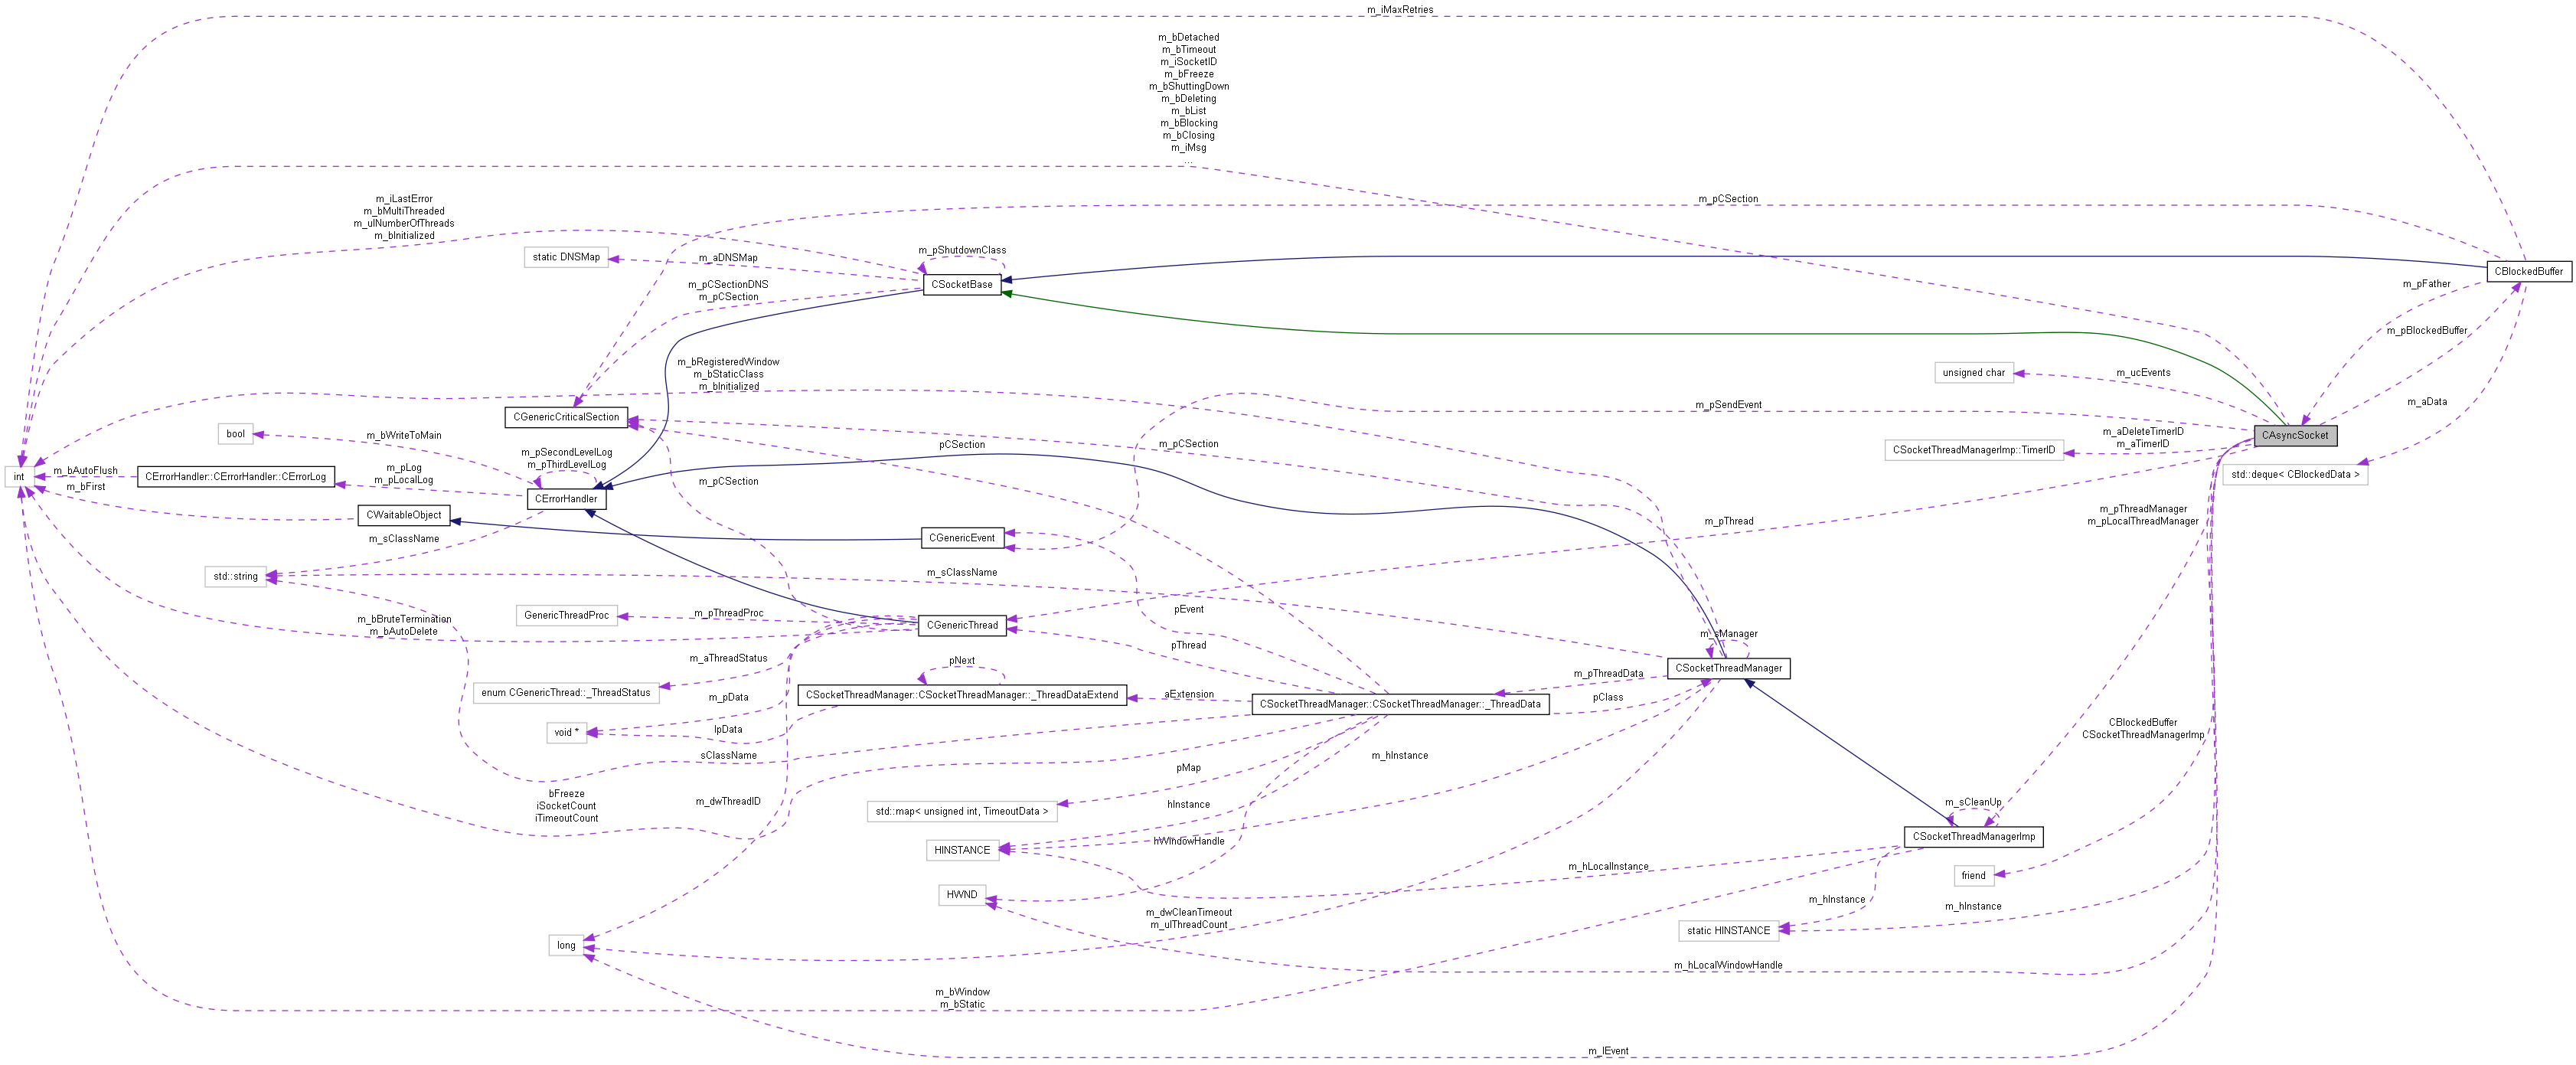 m_iMaxRetries
m_bDetached
m_bTimeout
m_iSocketID
m_bFreeze
m_bShuttingDown
m_bDeleting
m_bList
m_bBlocking
m_bClosing
m_iMsg
...
m_iLastError
m_bMultiThreaded
m_ulNumberOfThreads
m_bInitialized
m_pCSection
static DNSMap
m_aDNSMap
m_pShutdownClass
CSocketBase
m_pCSectionDNS
m_pCSection
CBlockedBuffer
m_pFather
m_pBlockedBuffer
m_bRegisteredWindow
m_bStaticClass
m_bInitialized
unsigned char
m_ucEvents
m_aData
m_pSendEvent
CGenericCriticalSection
bool
m_bWriteToMain
pCSection
m_pCSection
CAsyncSocket
m_aDeleteTimerID
m_aTimerID
CSocketThreadManagerImp::TimerID
m_pSecondLevelLog
m_pThirdLevelLog
int
m_bAutoFlush
m_bFirst
CErrorHandler::CErrorHandler::CErrorLog
m_pLog
m_pLocalLog
m_pCSection
std::deque< CBlockedData >
CErrorHandler
CWaitableObject
m_pThreadManager
m_pLocalThreadManager
m_pThread
m_sClassName
CGenericEvent
std::string
m_sClassName
GenericThreadProc
m_pThreadProc
CGenericThread
pEvent
m_bBruteTermination
m_bAutoDelete
m_sManager
pThread
m_aThreadStatus
pNext
CSocketThreadManager
m_pThreadData
enum CGenericThread::_ThreadStatus
m_pData
CSocketThreadManager::CSocketThreadManager::_ThreadDataExtend
aExtension
CSocketThreadManager::CSocketThreadManager::_ThreadData
pClass
void *
lpData
CBlockedBuffer
CSocketThreadManagerImp
sClassName
m_hInstance
pMap
bFreeze
iSocketCount
iTimeoutCount
m_dwThreadID
std::map< unsigned int, TimeoutData >
hInstance
m_sCleanUp
CSocketThreadManagerImp
HINSTANCE
hWindowHandle
m_hLocalInstance
friend
HWND
m_hInstance
m_hInstance
m_dwCleanTimeout
m_ulThreadCount
static HINSTANCE
long
m_hLocalWindowHandle
m_bWindow
m_bStatic
m_lEvent